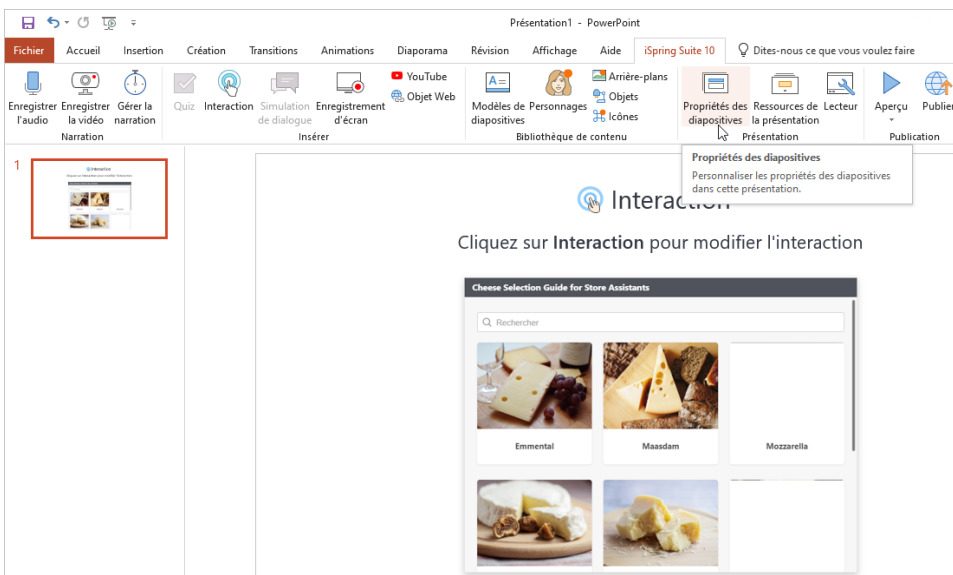 Présentation1 - PowerPoint
Fichier Accueil Insertion Création Transitions Animations Diaporama Révision Affichage Aide iSpring Suite 10 Dites-nous ce que vous voulez faire
Enregistrer l'audio
Enregistrer la vidéo
Gérer la narration
Narration
Quiz
Interaction
Simulation de dialogue
Enregistrement d'écran
YouTube
Objet Web
Insérer
Modèles de diapositives
Personnages
Arrière-plans
Objets
Icônes
Bibliothèque de contenu
Propriétés des diapositives
Ressources de la présentation
Lecteur
Présentation
Aperçu
Publier
Publication
Propriétés des diapositives
Personnaliser les propriétés des diapositives
dans cette présentation.
1
Interaction
Cliquez sur Interaction pour modifier l'interaction
Cheese Selection Guide for Store Assistants
Rechercher
Emmental Maasdam Mozzarella